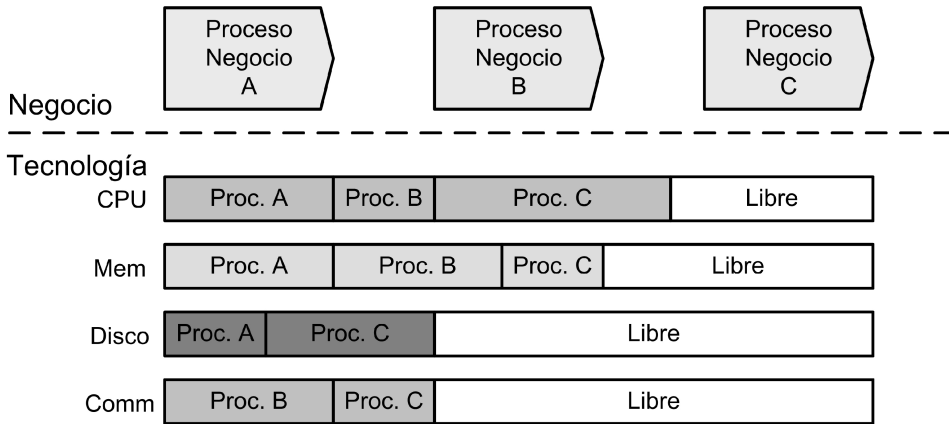 Proceso
Negocio
A
Proceso
Negocio
B
Proceso
Negocio
C
Negocio
Tecnología
CPU Proc. A Proc. B Proc. C Libre
Mem Proc. A Proc. B Proc. C Libre
Disco Proc. A Proc. C Libre
Comm Proc. B Proc. C Libre